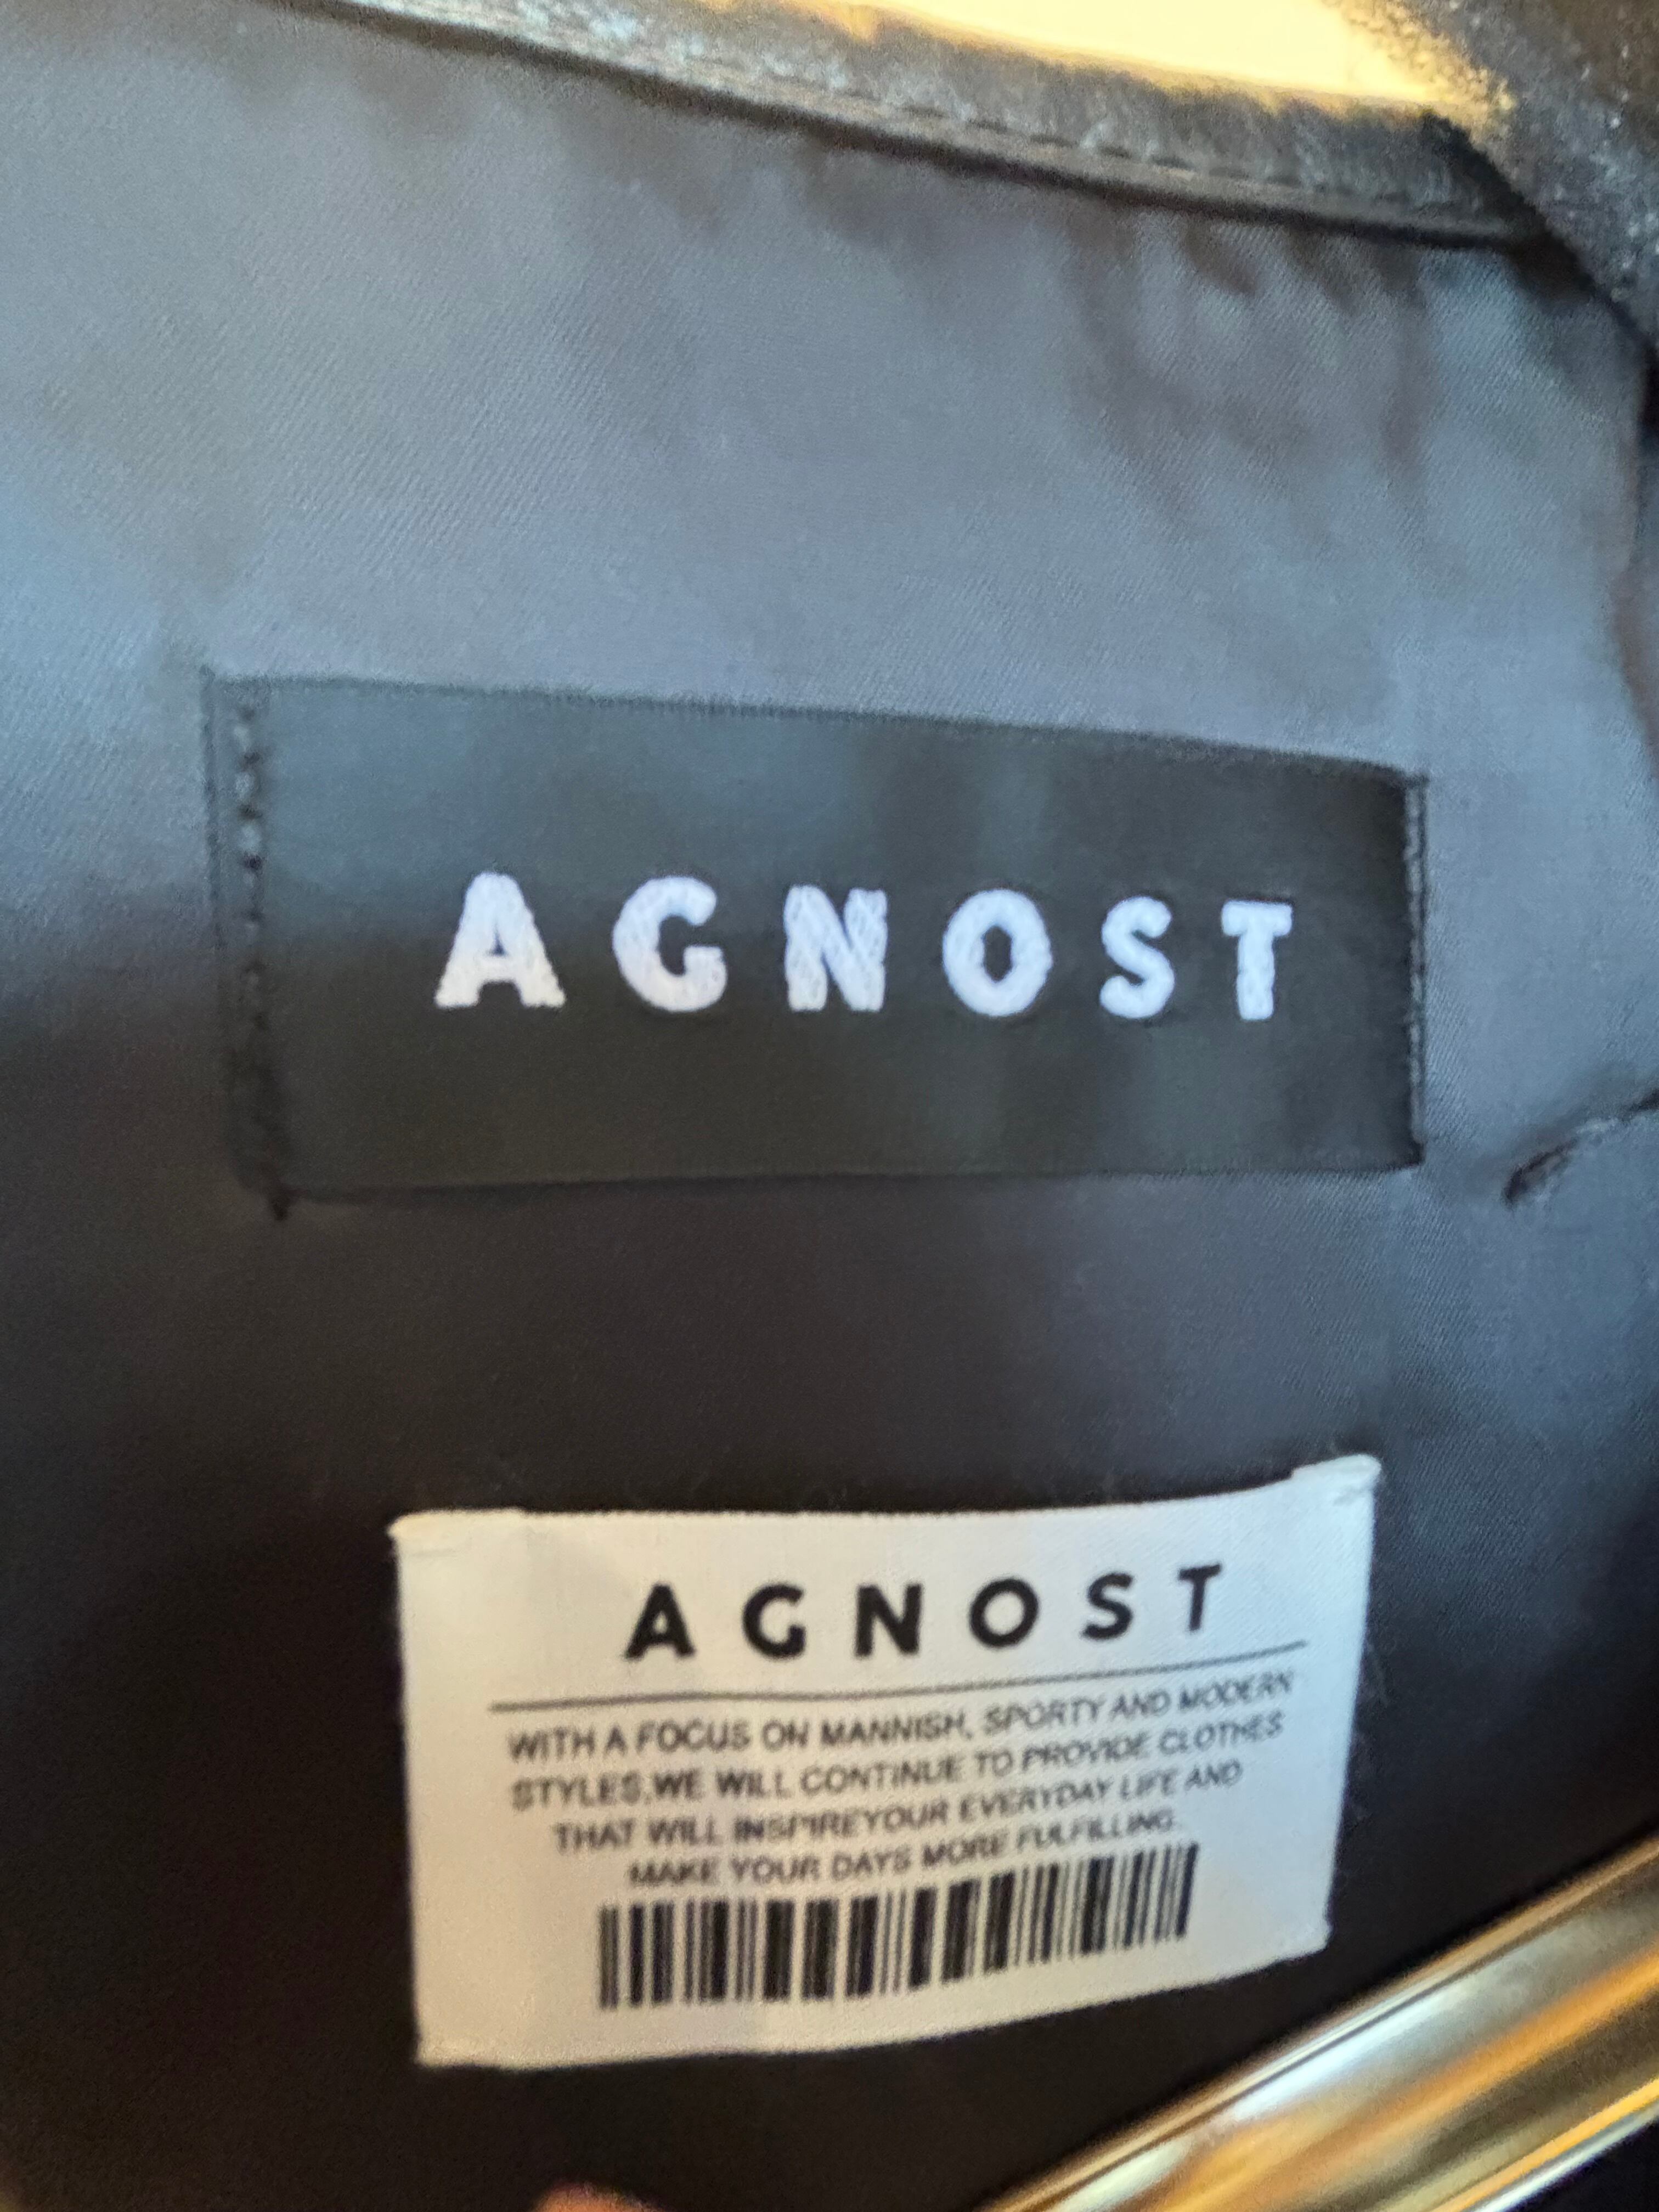 AGNOST
AGNOST
WITH A FOCUS ON MANNISH, SPORTY AND MODERN
STYLES,WE WILL CONTINUE TO PROVIDE CLOTHES
THAT WILL INSPIREYOUR EVERYDAY LIFE AND
MAKE YOUR DAYS MORE FULFILLING.